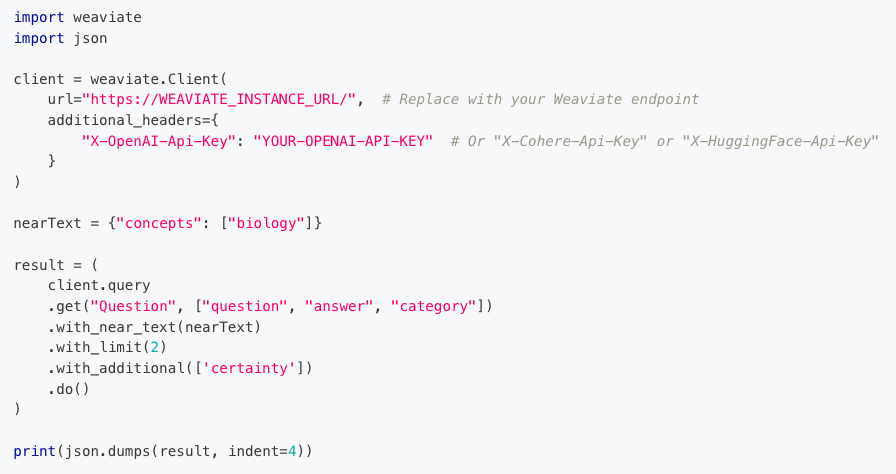 import weaviate
import json

client = weaviate.Client(
    url="https://WEAVIATE_INSTANCE_URL/",  # Replace with your Weaviate endpoint
    additional_headers={
        "X-OpenAI-Api-Key": "YOUR-OPENAI-API-KEY"  # Or "X-Cohere-Api-Key" or "X-HuggingFace-Api-Key"
    }
)

nearText = {"concepts": ["biology"]}

result = (
    client.query
    .get("Question", ["question", "answer", "category"])
    .with_near_text(nearText)
    .with_limit(2)
    .with_additional(['certainty'])
    .do()
)

print(json.dumps(result, indent=4))